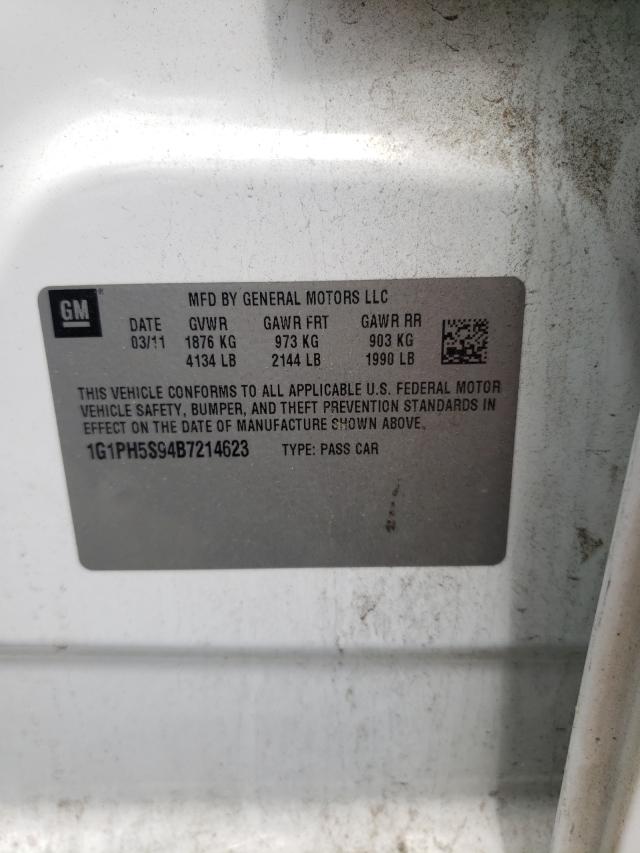 GM®
MFD BY GENERAL MOTORS LLC
DATE GVWR GAWR FRT GAWR RR
03/11 1876 KG 973 KG 903 KG
4134 LB 2144 LB 1990 LB
THIS VEHICLE CONFORMS TO ALL APPLICABLE U.S. FEDERAL MOTOR
VEHICLE SAFETY, BUMPER, AND THEFT PREVENTION STANDARDS IN
EFFECT ON THE DATE OF MANUFACTURE SHOWN ABOVE.
1G1PH5S94B7214623 TYPE: PASS CAR